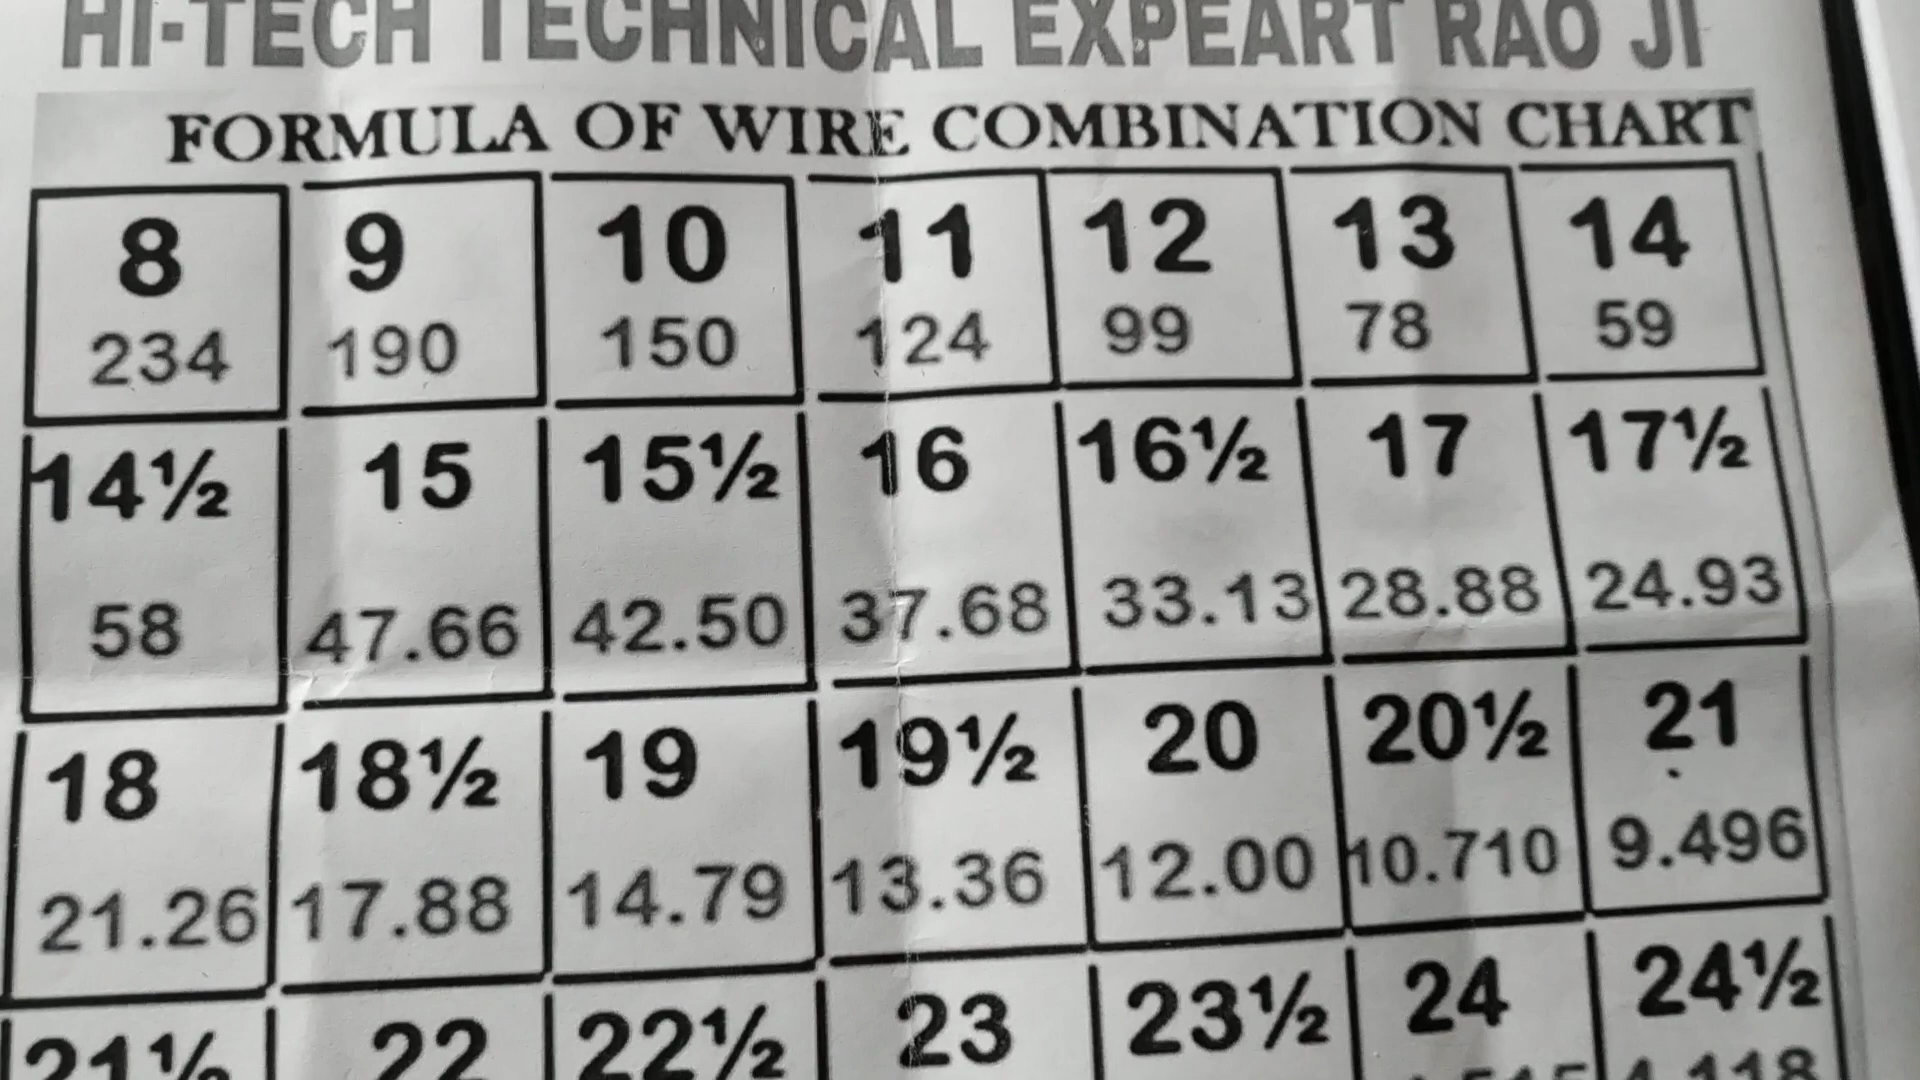 HI-TECH TECHNICAL EXPEART RAO JI
FORMULA OF WIRE COMBINATION CHART
8 9 10 11 12 13 14
234 190 150 124 99 78 59
14½ 15 15½ 16 16½ 17 17½
58 47.66 42.50 37.68 33.13 28.88 24.93
18 18½ 19 19½ 20 20½ 21
21.26 17.88 14.79 13.36 12.00 10.710 9.496
21½ 22 22½ 23 23½ 24 24½